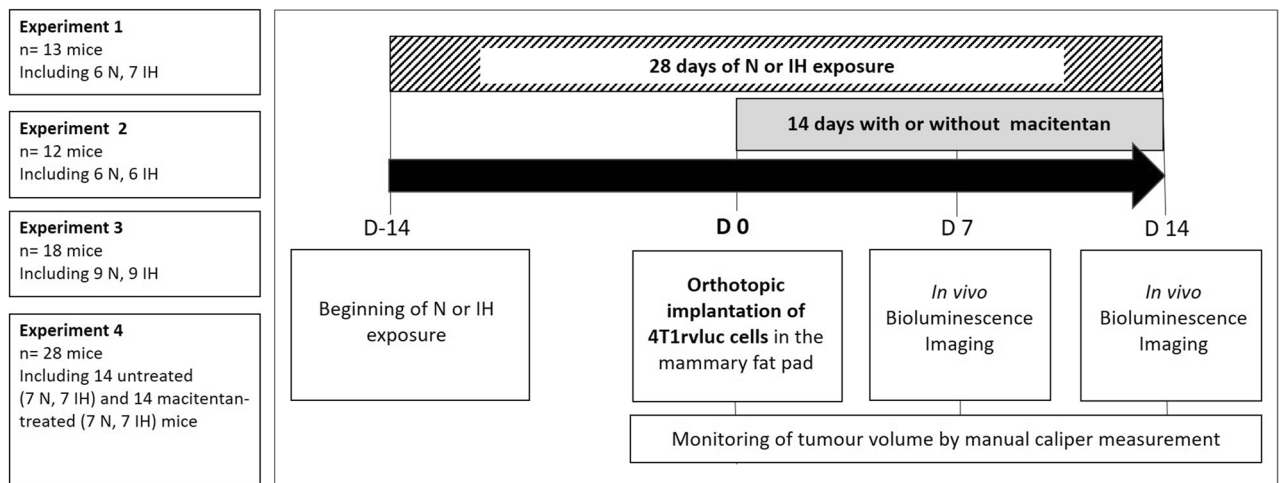 Experiment 1
n= 13 mice
Including 6 N, 7 IH
Experiment 2
n= 12 mice
Including 6 N, 6 IH
Experiment 3
n= 18 mice
Including 9 N, 9 IH
Experiment 4
n= 28 mice
Including 14 untreated
(7 N, 7 IH) and 14 macitentan-
treated (7 N, 7 IH) mice
28 days of N or IH exposure
14 days with or without macitentan
D-14
D 0
D 7
D 14
Beginning of N or IH
exposure
Orthotopic
implantation of
4T1rvluc cells in the
mammary fat pad
In vivo
Bioluminescence
Imaging
In vivo
Bioluminescence
Imaging
Monitoring of tumour volume by manual caliper measurement